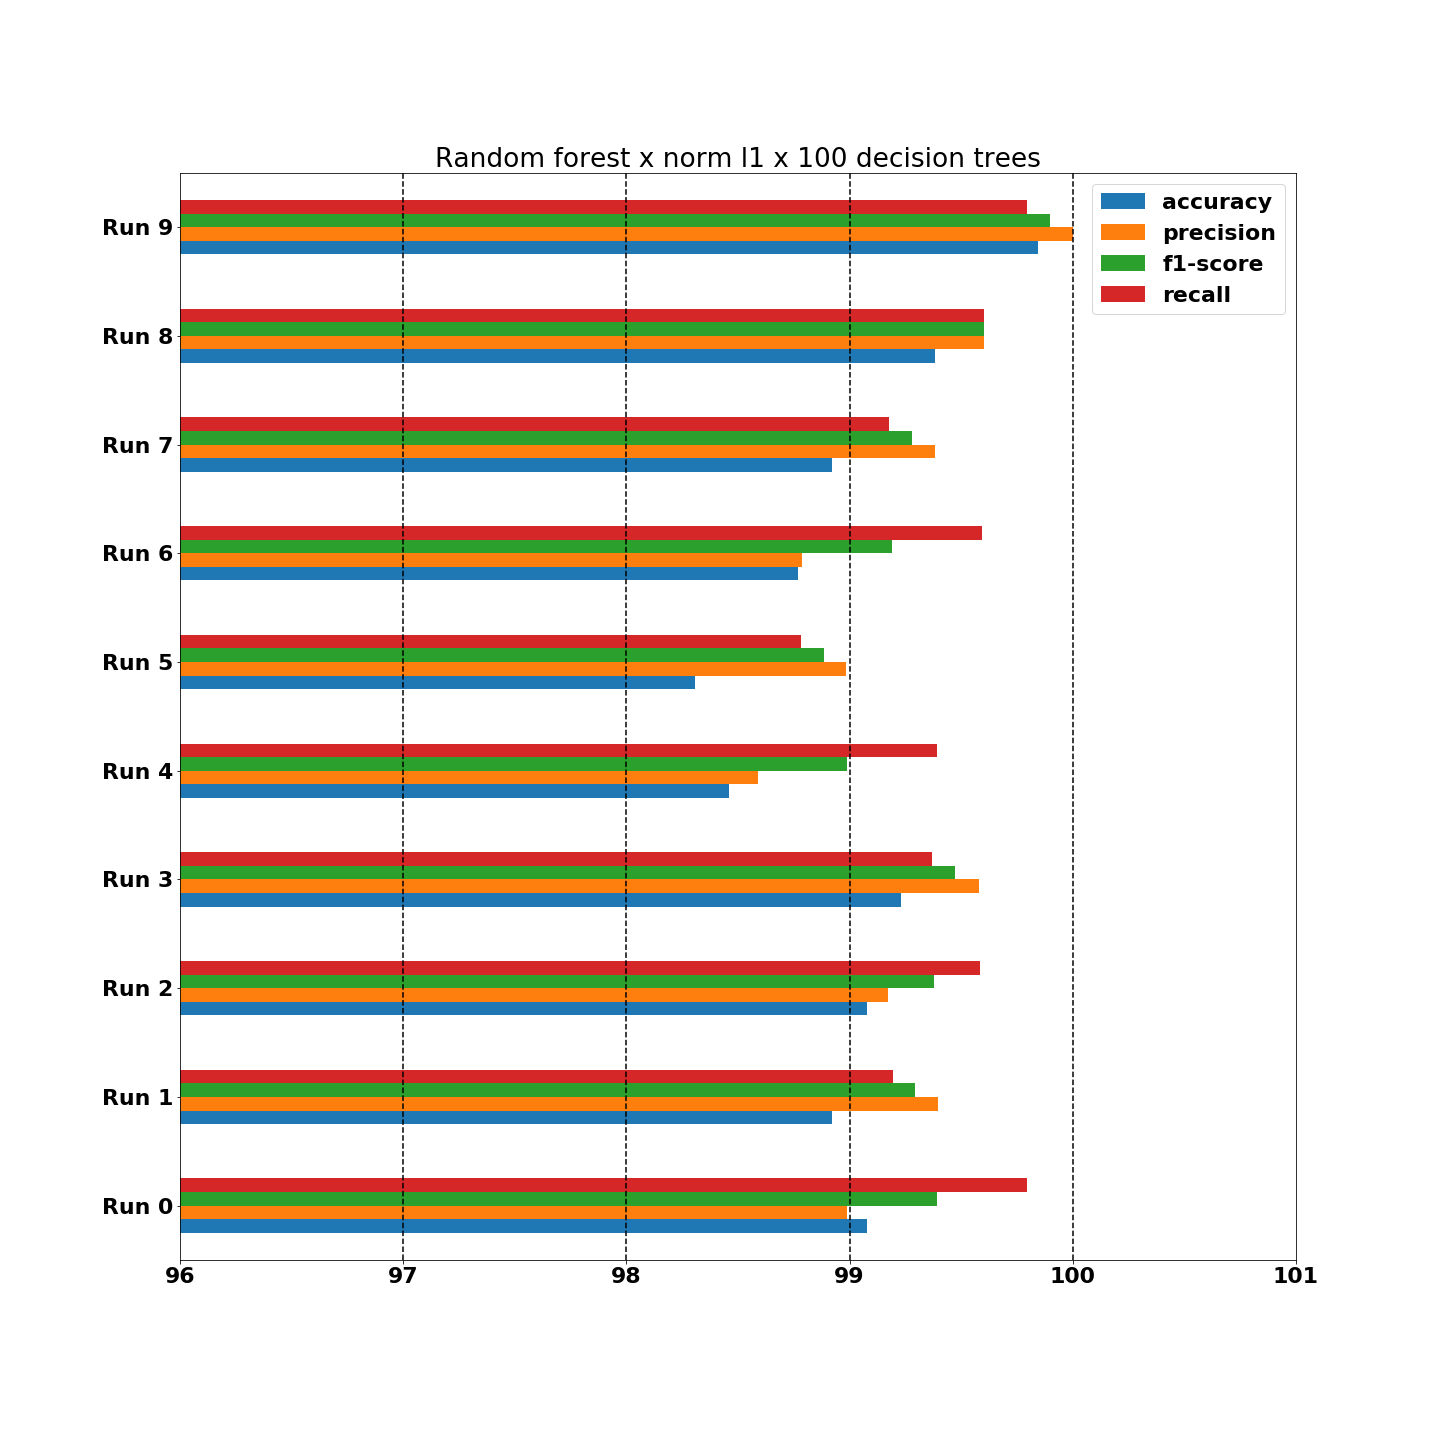 Random forest x norm l1 x 100 decision trees
accuracy
precision
f1-score
recall
Run 9
Run 8
Run 7
Run 6
Run 5
Run 4
Run 3
Run 2
Run 1
Run 0
96 97 98 99 100 101